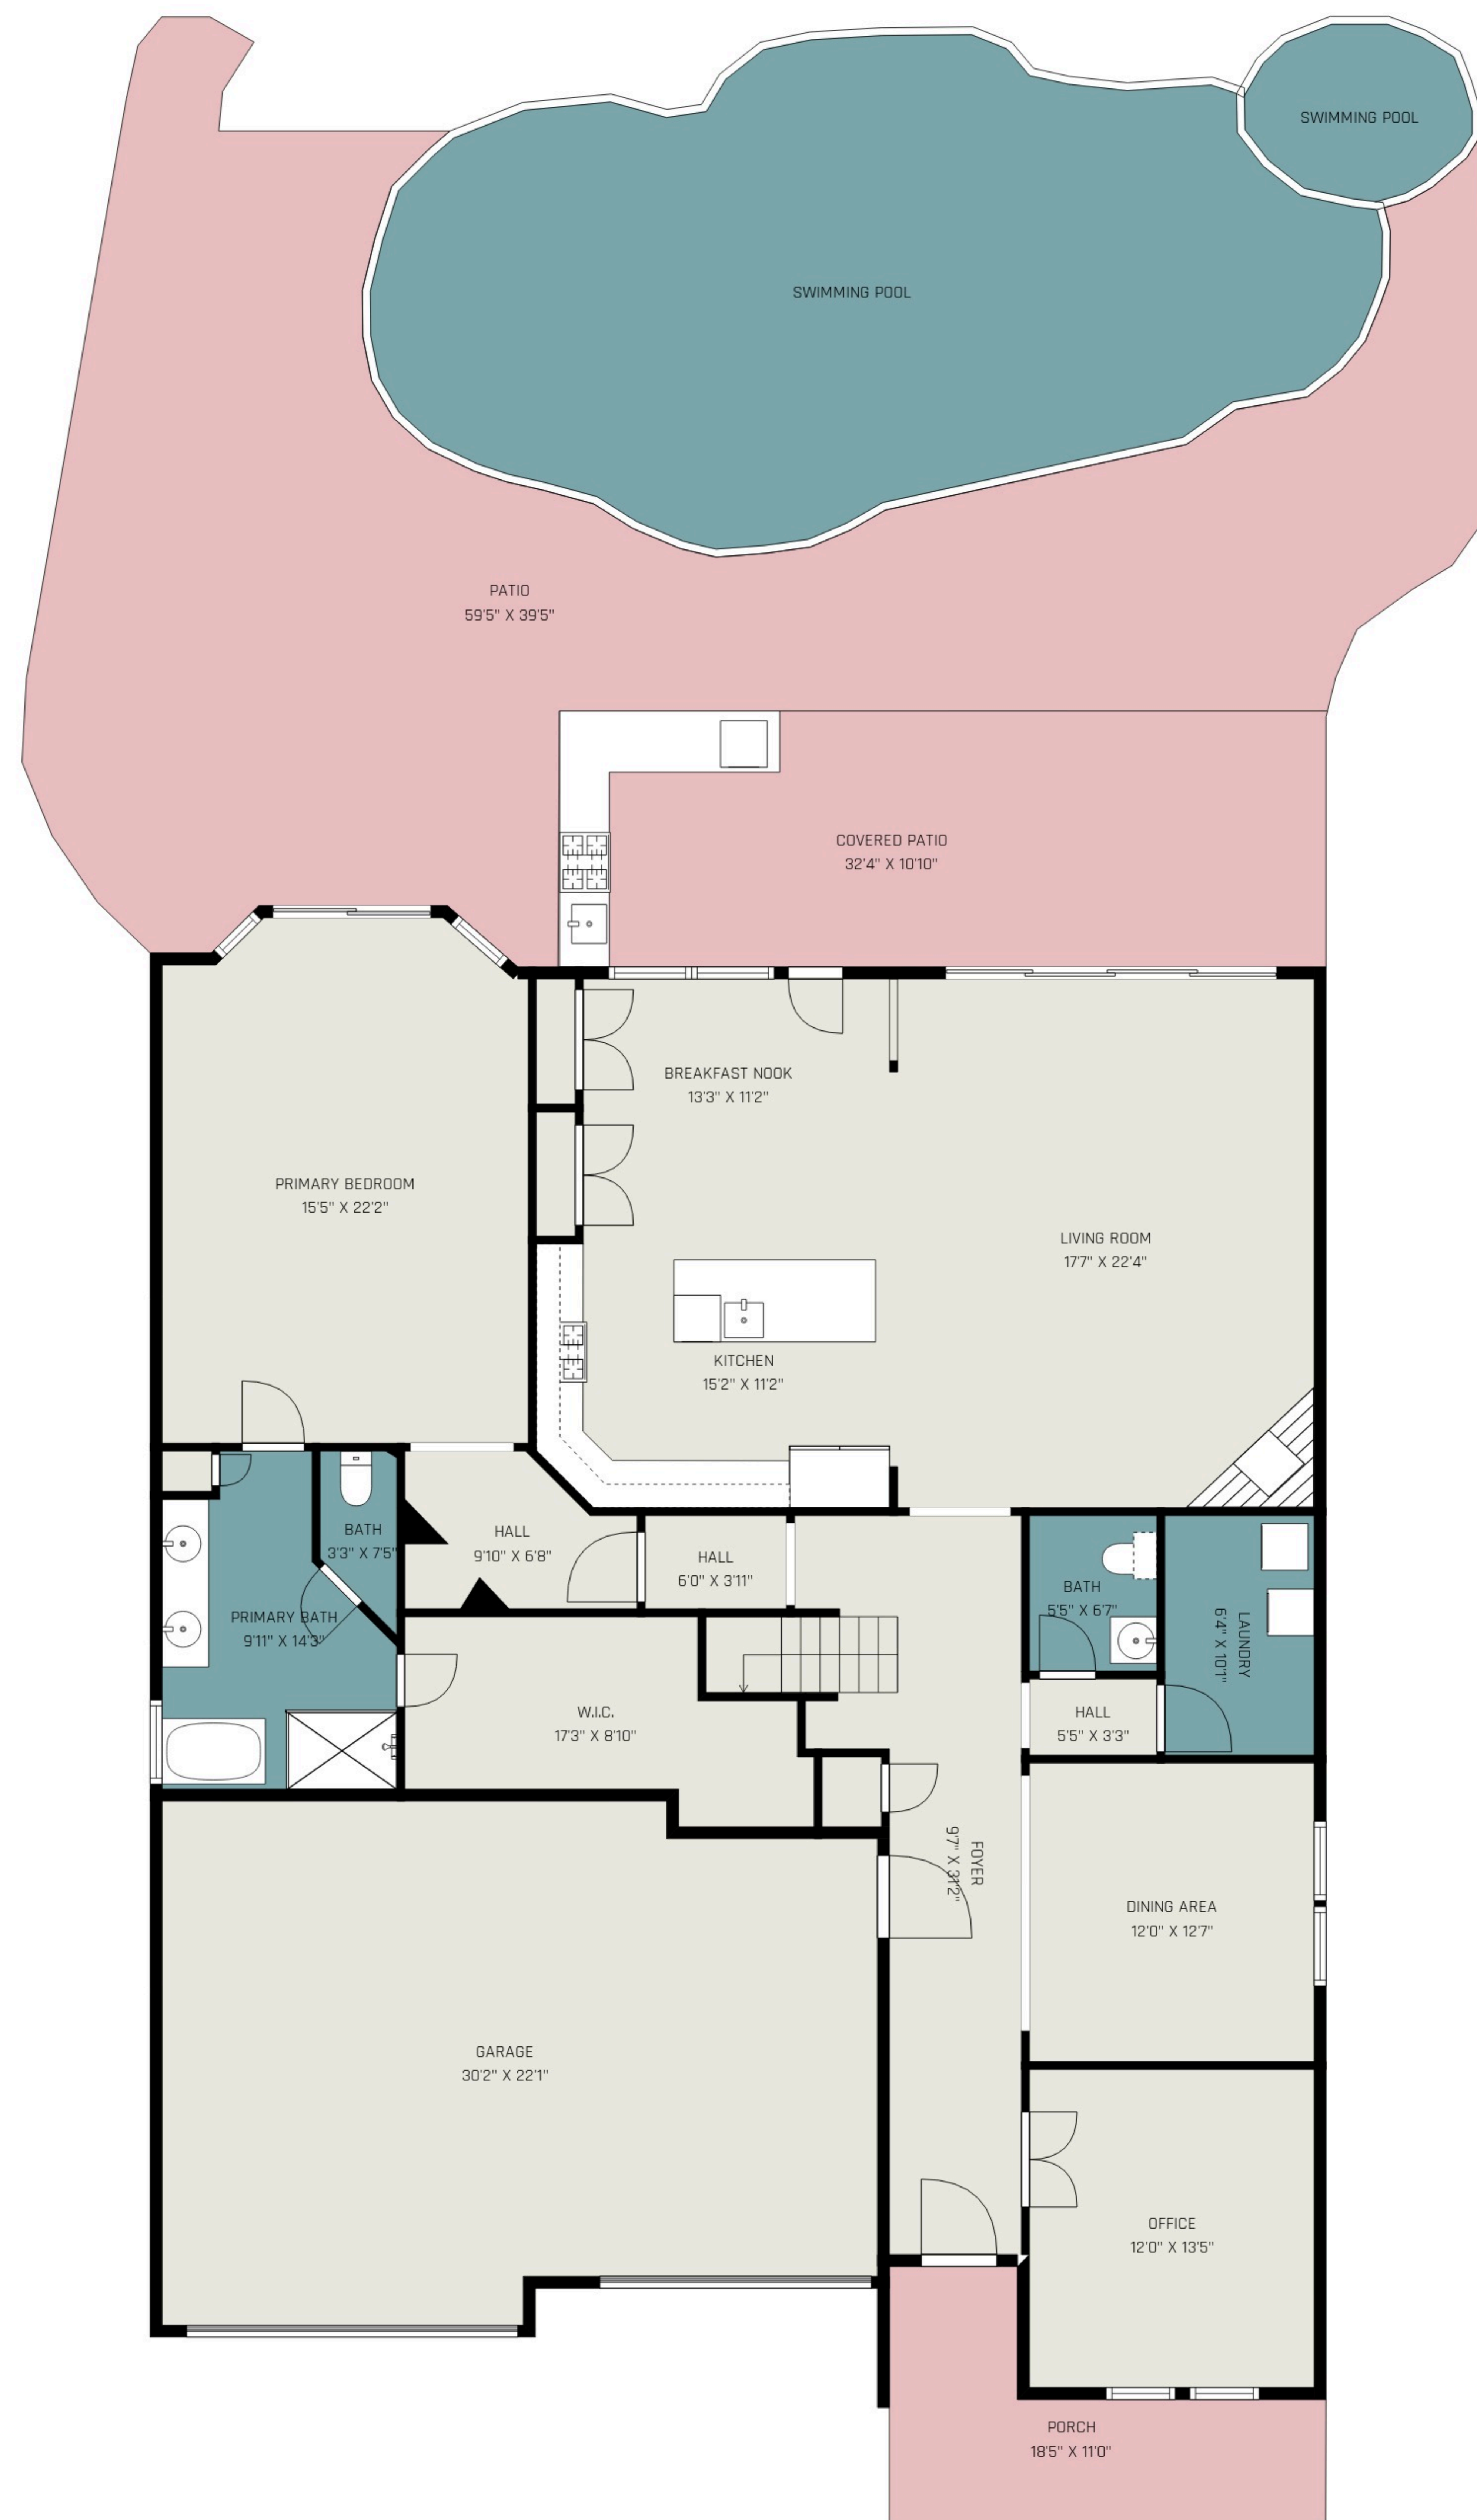 SWIMMING POOL
SWIMMING POOL
PATIO
59'5" X 39'5"
COVERED PATIO
32'4" X 10'10"
BREAKFAST NOOK
13'3" X 11'2"
PRIMARY BEDROOM
15'5" X 22'2"
LIVING ROOM
17'7" X 22'4"
KITCHEN
15'2" X 11'2"
BATH
3'3" X 7'5"
HALL
9'10" X 6'8"
HALL
6'0" X 3'11"
BATH
5'5" X 6'7"
LAUNDRY
6'4" X 10'1"
PRIMARY BATH
9'11" X 14'3"
W.I.C.
17'3" X 8'10"
HALL
5'5" X 3'3"
FOYER
9'7" X 31'2"
DINING AREA
12'0" X 12'7"
GARAGE
30'2" X 22'1"
OFFICE
12'0" X 13'5"
PORCH
18'5" X 11'0"